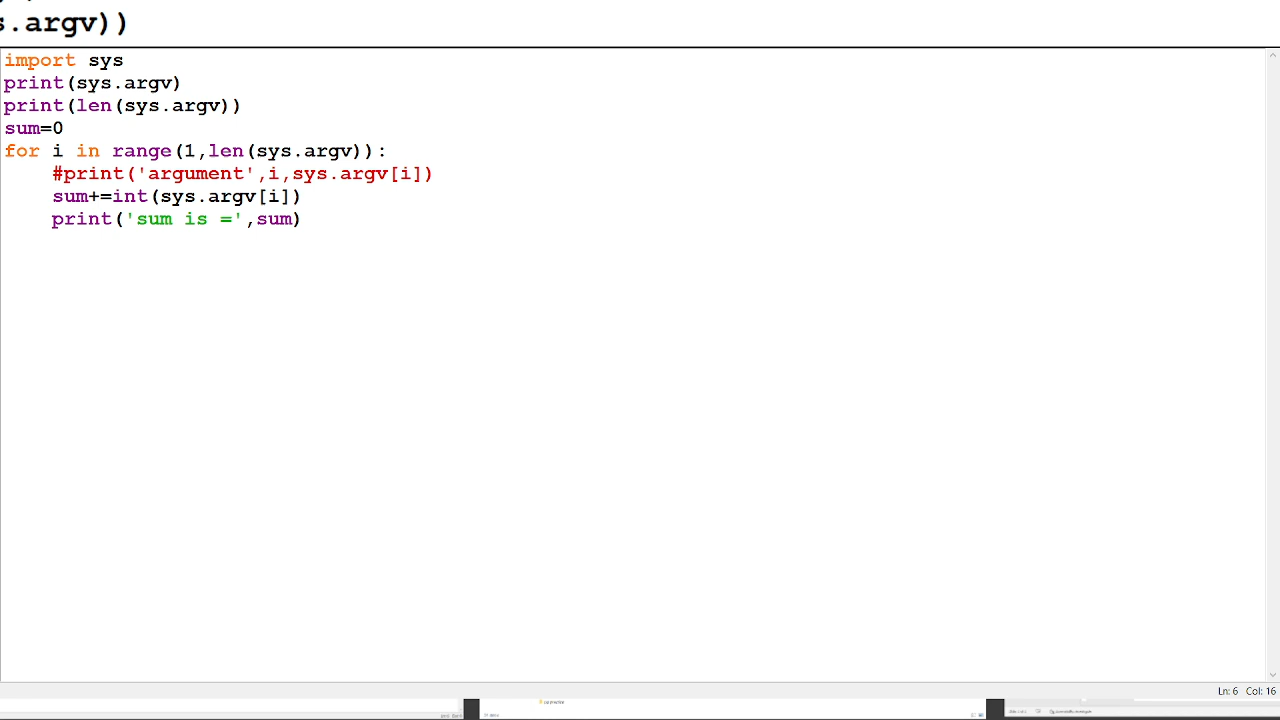 s.argv))
import sys
print(sys.argv)
print(len(sys.argv))
sum=0
for i in range(1,len(sys.argv)):
    #print('argument',i,sys.argv[i])
    sum+=int(sys.argv[i])
    print('sum is =',sum)
Ln: 6 Col: 16